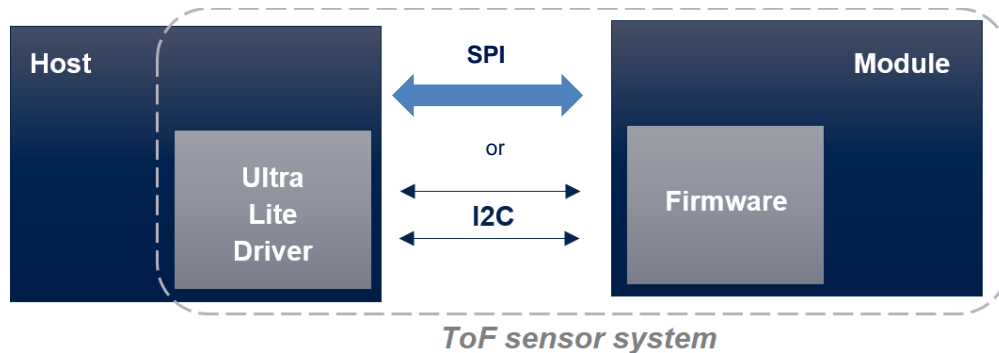 Host
SPI
Module
or
Ultra
Lite
Driver
I2C
Firmware
ToF sensor system